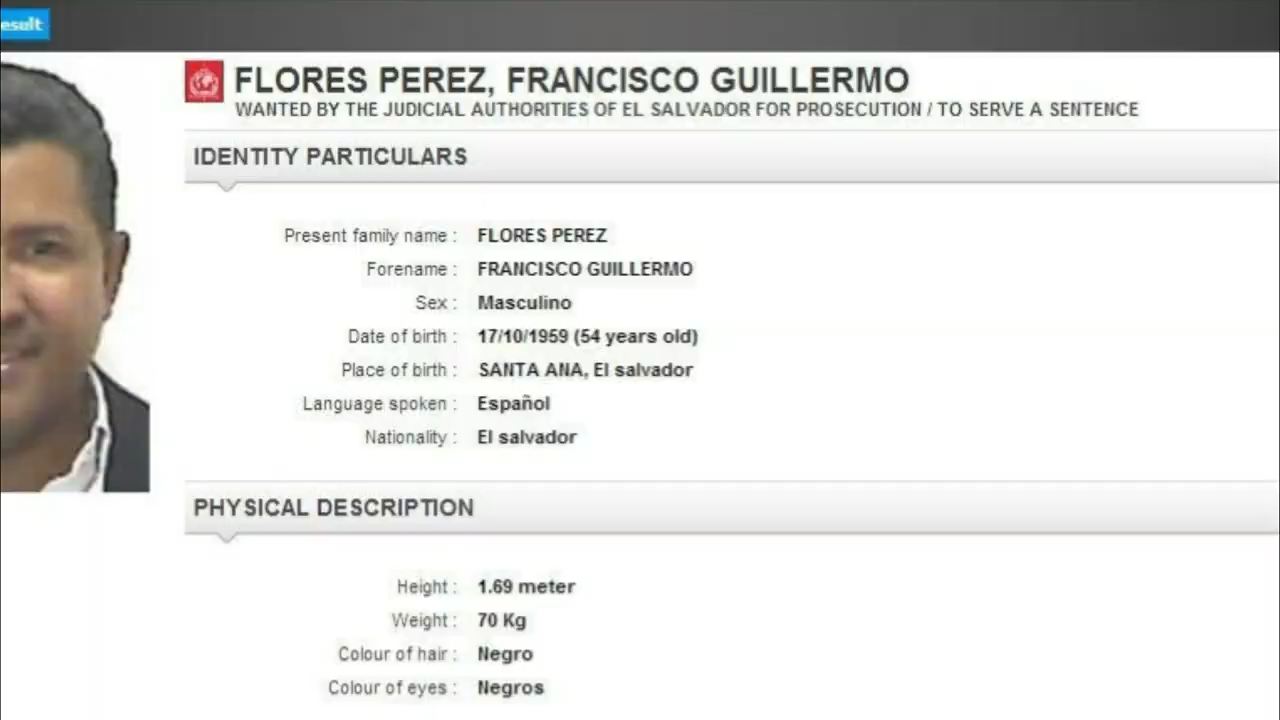 esult
FLORES PEREZ, FRANCISCO GUILLERMO
WANTED BY THE JUDICIAL AUTHORITIES OF EL SALVADOR FOR PROSECUTION / TO SERVE A SENTENCE
IDENTITY PARTICULARS
Present family name : FLORES PEREZ
Forename : FRANCISCO GUILLERMO
Sex : Masculino
Date of birth : 17/10/1959 (54 years old)
Place of birth : SANTA ANA, El salvador
Language spoken : Español
Nationality : El salvador
PHYSICAL DESCRIPTION
Height : 1.69 meter
Weight : 70 Kg
Colour of hair : Negro
Colour of eyes : Negros